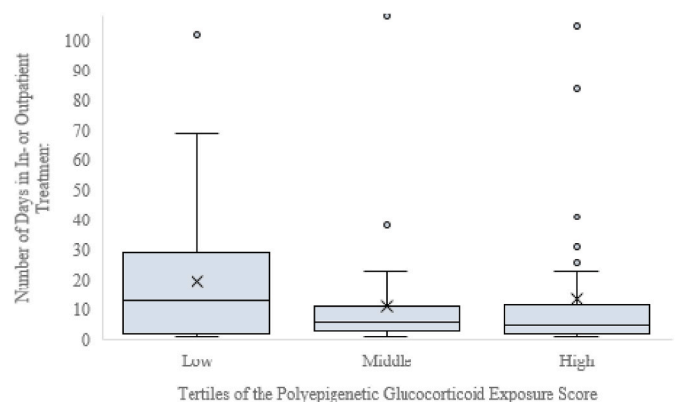 Number of Days in In- or Outpatient
Treatment
100
90
80
70
60
50
40
30
20
10
0
Low
Middle
High
Tertiles of the Polyepigenetic Glucocorticoid Exposure Score